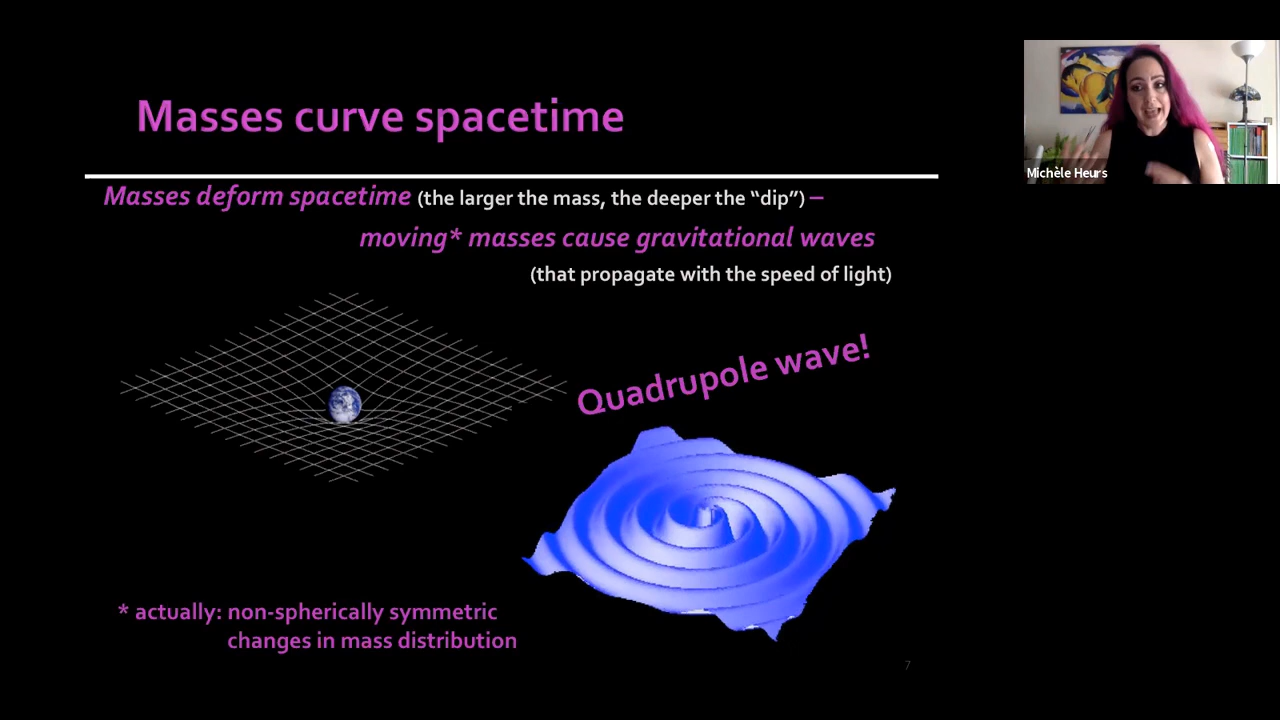 Masses curve spacetime
Masses deform spacetime (the larger the mass, the deeper the “dip”) –
moving* masses cause gravitational waves
(that propagate with the speed of light)
Quadrupole wave!
* actually: non-spherically symmetric
changes in mass distribution
7
Michèle Heurs